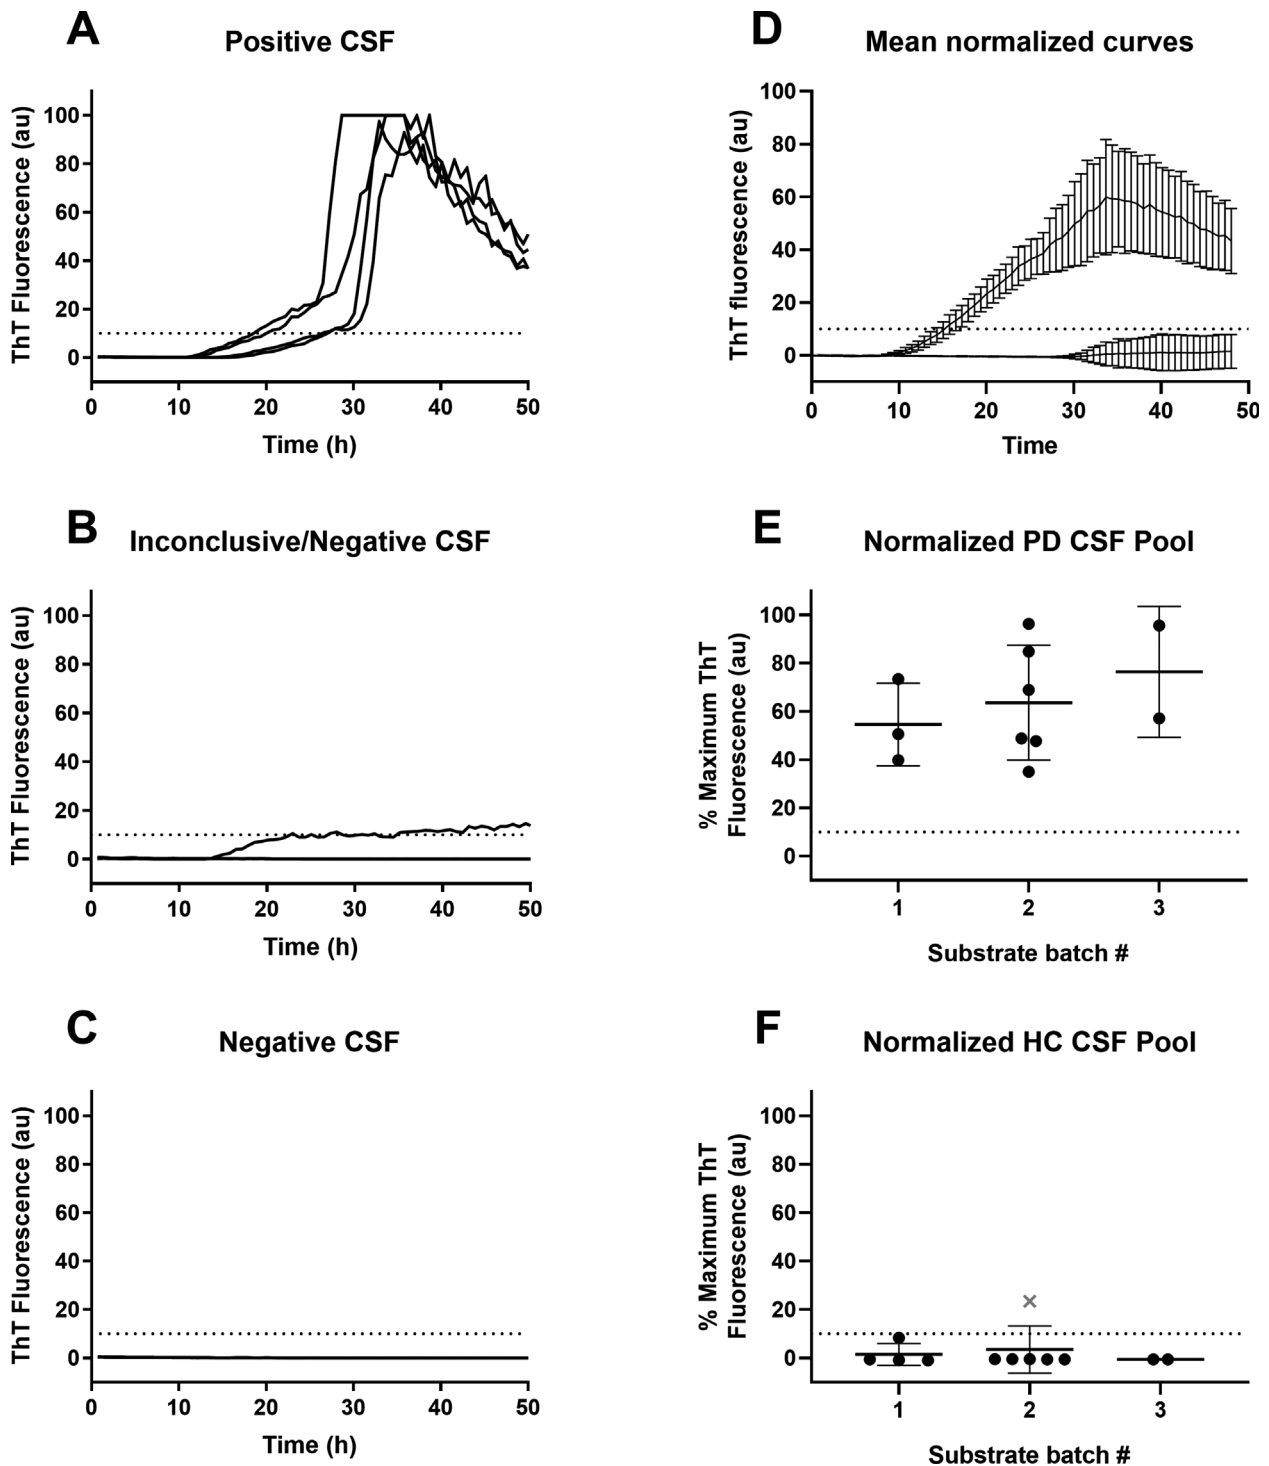 A
Positive CSF
ThT Fluorescence (au)
100
80
60
40
20
0
0 10 20 30 40 50
Time (h)
B
Inconclusive/Negative CSF
ThT Fluorescence (au)
100
80
60
40
20
0
0 10 20 30 40 50
Time (h)
C
Negative CSF
ThT Fluorescence (au)
100
80
60
40
20
0
0 10 20 30 40 50
Time (h)
D
Mean normalized curves
ThT fluorescence (au)
100
80
60
40
20
0
0 10 20 30 40 50
Time
E
Normalized PD CSF Pool
% Maximum ThT
Fluorescence (au)
100
80
60
40
20
0
1 2 3
Substrate batch #
F
Normalized HC CSF Pool
% Maximum ThT
Fluorescence (au)
100
80
60
40
20
0
1 2 3
Substrate batch #